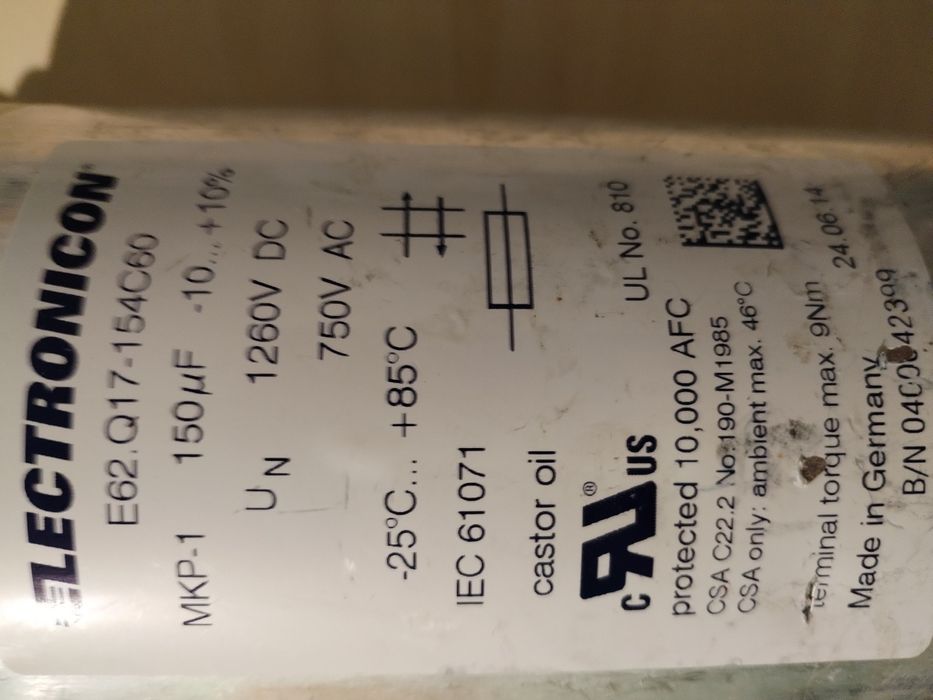 ELECTRONICON
E62.Q17-154C60
MKP-1 150µF -10...+10%
UN 1260V DC
750V AC
-25°C... +85°C
IEC 61071
castor oil
c RU ® US UL No. 810
protected 10,000 AFC
CSA C22.2 No.190-M1985
CSA only: ambient max. 46°C
terminal torque max. 9Nm 24.06.14
Made in Germany
B/N